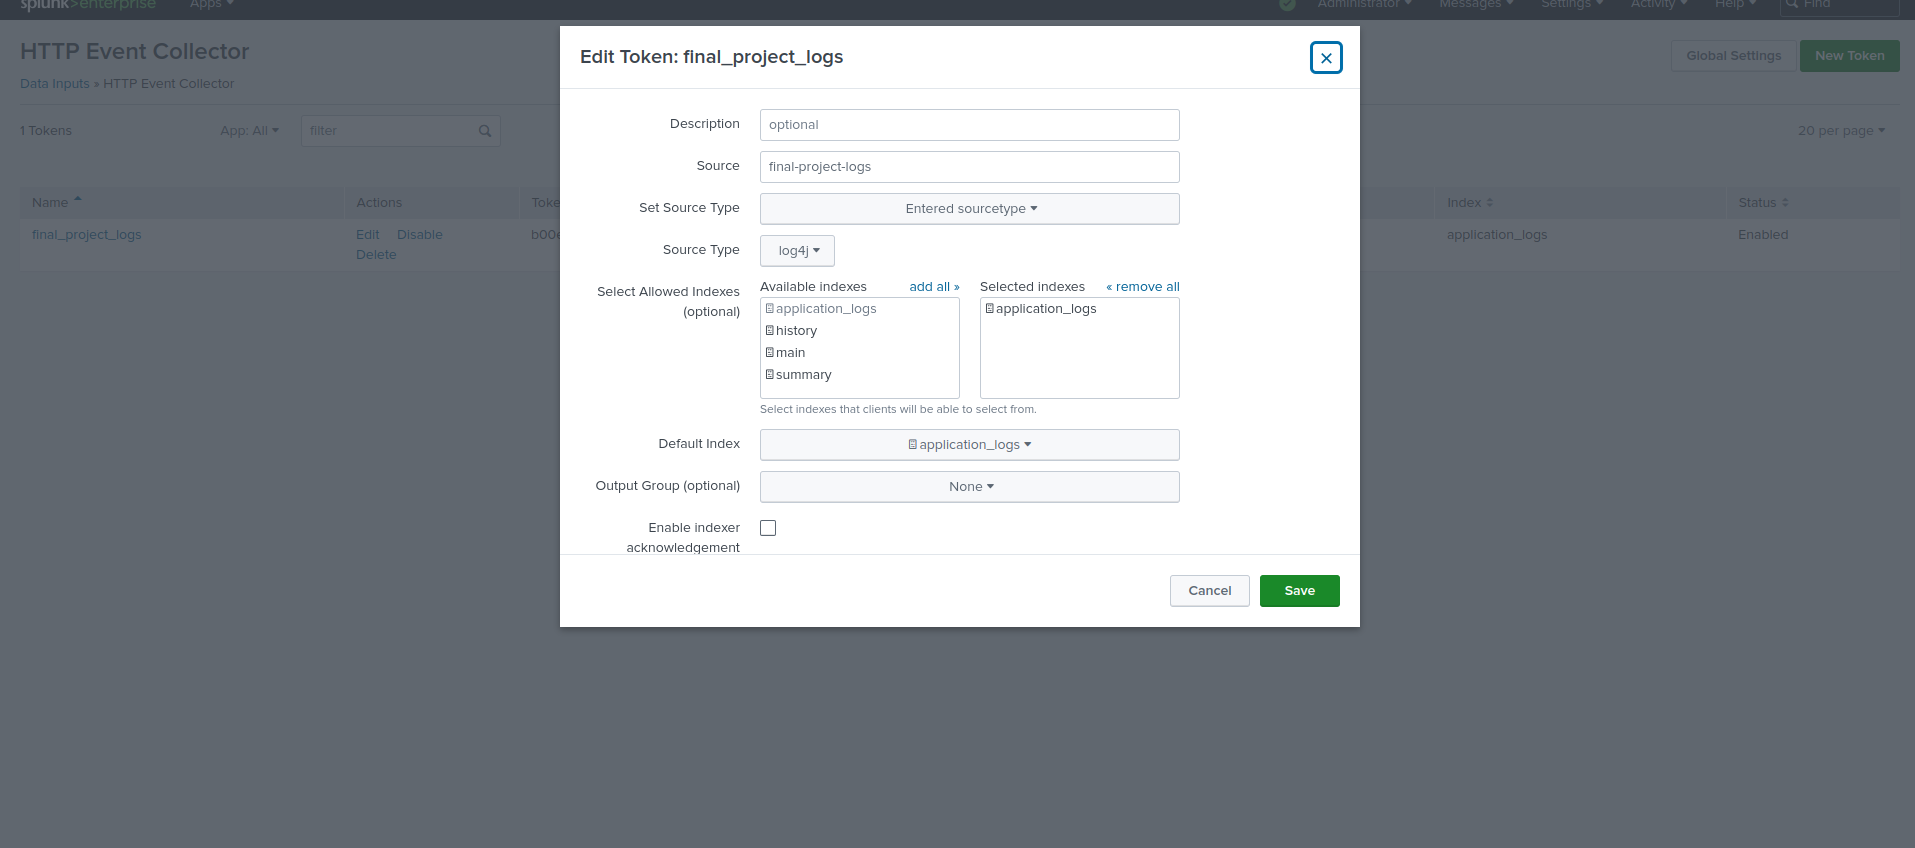 splunk>enterprise Apps Administrator Messages Settings Activity Help Find
HTTP Event Collector
Data Inputs » HTTP Event Collector
Global Settings New Token
1 Tokens App: All filter 20 per page
Name Actions Index Status
final_project_logs Edit Disable application_logs Enabled
Delete
Edit Token: final_project_logs
Description optional
Source final-project-logs
Set Source Type Entered sourcetype
Source Type log4j
Select Allowed Indexes
(optional)
Available indexes add all »
application_logs
history
main
summary
Selected indexes « remove all
application_logs
Select indexes that clients will be able to select from.
Default Index application_logs
Output Group (optional) None
Enable indexer
acknowledgement
Cancel Save